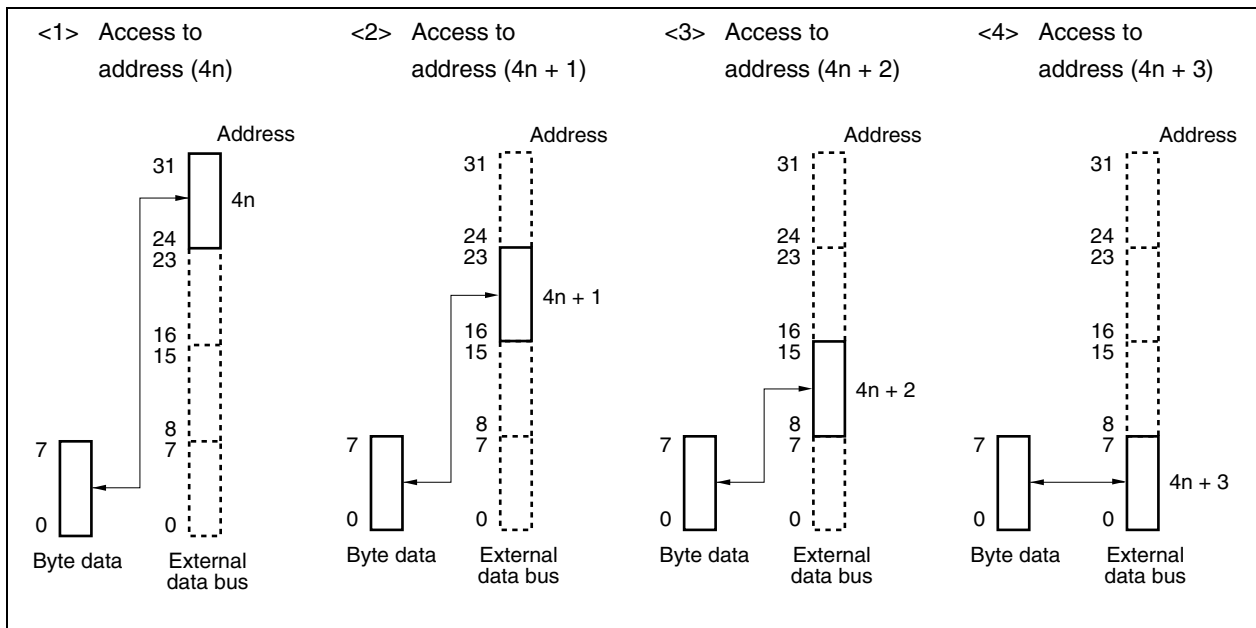 <1> Access to
address (4n)
Address
31
4n
24
23
16
15
8
7
7
0
0
Byte data
External
data bus
<2> Access to
address (4n + 1)
Address
31
24
23
4n + 1
16
15
8
7
7
0
0
Byte data
External
data bus
<3> Access to
address (4n + 2)
Address
31
24
23
16
15
4n + 2
8
7
7
0
0
Byte data
External
data bus
<4> Access to
address (4n + 3)
Address
31
24
23
16
15
8
7
7
4n + 3
0
0
Byte data
External
data bus